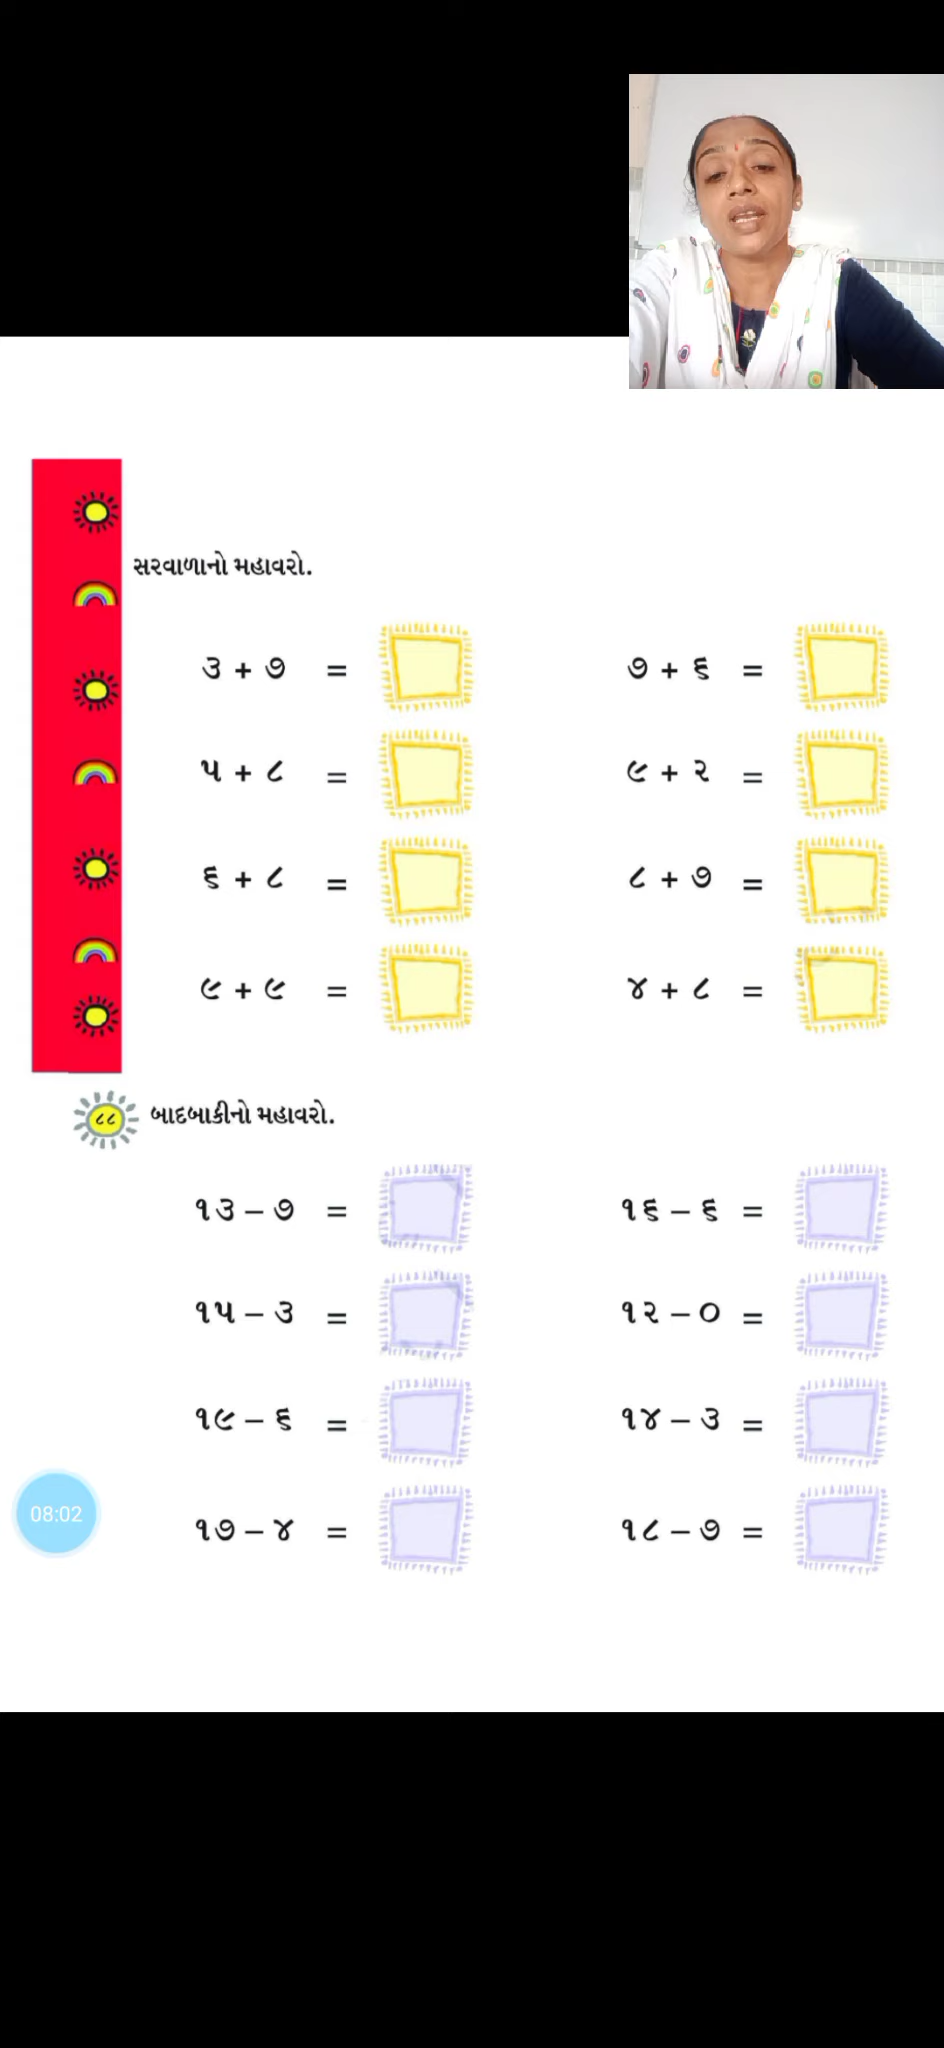 સરવાળાનો મહાવરો.
૩ + ૭ = ૭ + ૬ =
૫ + ૮ = ૯ + ૨ =
૬ + ૮ = ૮ + ૭ =
૯ + ૯ = ૪ + ૮ =
૮૮ બાદબાકીનો મહાવરો.
૧૩ – ૭ = ૧૬ – ૬ =
૧૫ – ૩ = ૧૨ – ૦ =
૧૯ – ૬ = ૧૪ – ૩ =
08:02
૧૭ – ૪ = ૧૮ – ૭ =